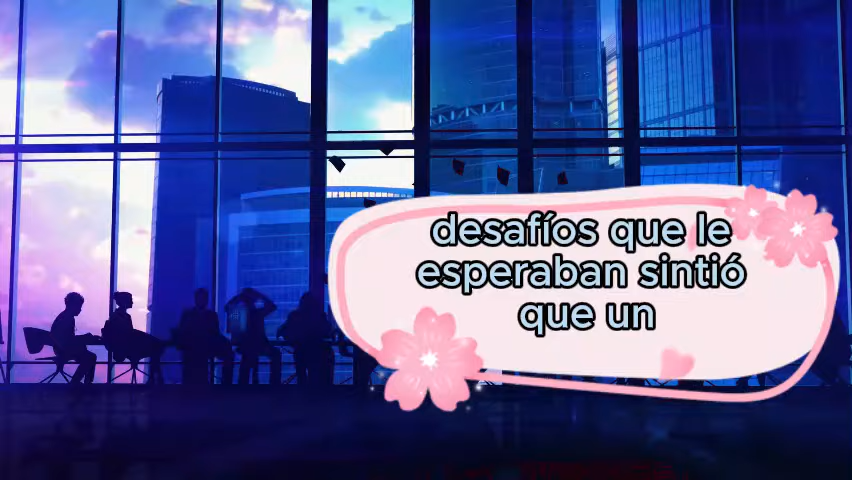 desafíos que le
esperaban sintió
que un